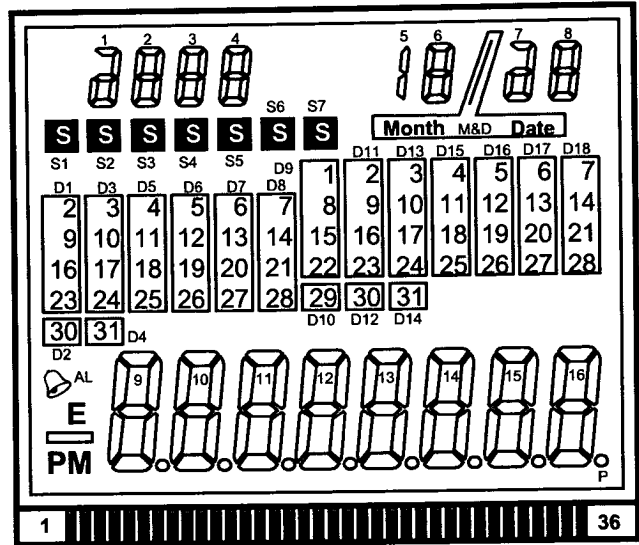 1 2 3 4 5 6 7 8
S6 S7
S S S S S S S
Month M&D Date
S1 S2 S3 S4 S5
D11 D13 D15 D16 D17 D18
D9
D1 D3 D5 D6 D7 D8
1 2 3 4 5 6 7
2 3 4 5 6 7 8 9 10 11 12 13 14
9 10 11 12 13 14 15 16 17 18 19 20 21
16 17 18 19 20 21 22 23 24 25 26 27 28
23 24 25 26 27 28 29 30 31
D10 D12 D14
30 31 D4
D2
AL
9 10 11 12 13 14 15 16
E
PM
P
1 36